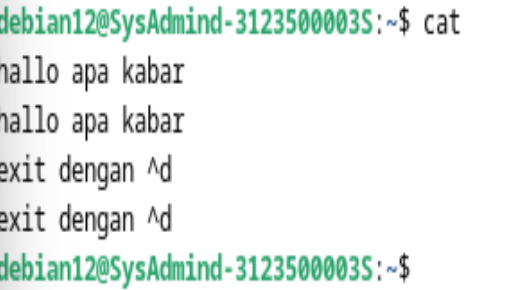 debian12@SysAdmind-3123500003S:~$ cat
hallo apa kabar
hallo apa kabar
exit dengan ^d
exit dengan ^d
debian12@SysAdmind-3123500003S:~$